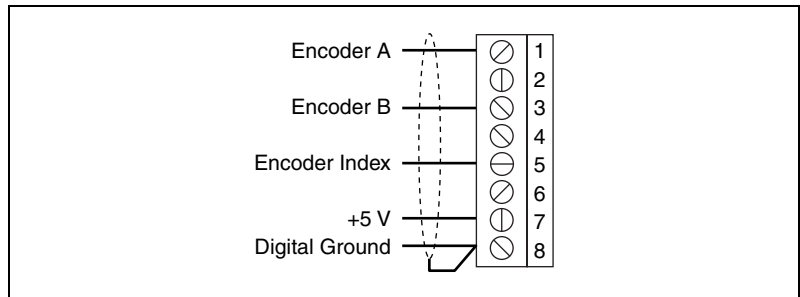 Encoder A 1
2
Encoder B 3
4
Encoder Index 5
6
+5 V 7
Digital Ground 8